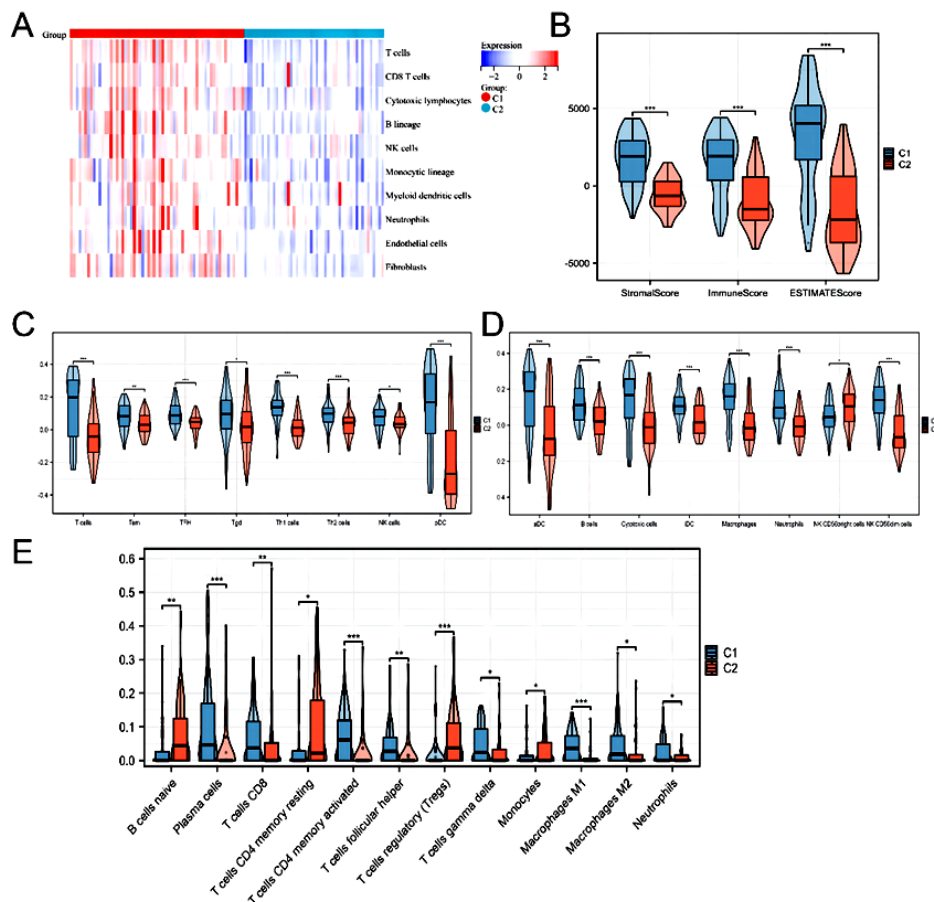 A
Group
T cells
CD8 T cells
Cytotoxic lymphocytes
B lineage
NK cells
Monocytic lineage
Myeloid dendritic cells
Neutrophils
Endothelial cells
Fibroblasts
Expression
−2 0 2
Group:
C1
C2
B
***
***
***
5000
0
-5000
StromalScore ImmuneScore ESTIMATEScore
C1
C2
C
*** ** *** * *** *** * ***
0.4
0.2
0.0
0.2
0.4
T cells Tem TFH Tgd Th1 cells Th2 cells NK cells pDC
C1
C2
D
*** *** *** *** *** *** * ***
0.4
0.2
0.0
0.2
0.4
aDC B cells Cytotoxic cells iDC Macrophages Neutrophils NK CD56bright cells NK CD56dim cells
E
** *** ** * *** ** *** * * *** * *
0.6
0.5
0.4
0.3
0.2
0.1
0.0
B cells naive
Plasma cells
T cells CD8
T cells CD4 memory resting
T cells CD4 memory activated
T cells follicular helper
T cells regulatory (Tregs)
T cells gamma delta
Monocytes
Macrophages M1
Macrophages M2
Neutrophils
C1
C2